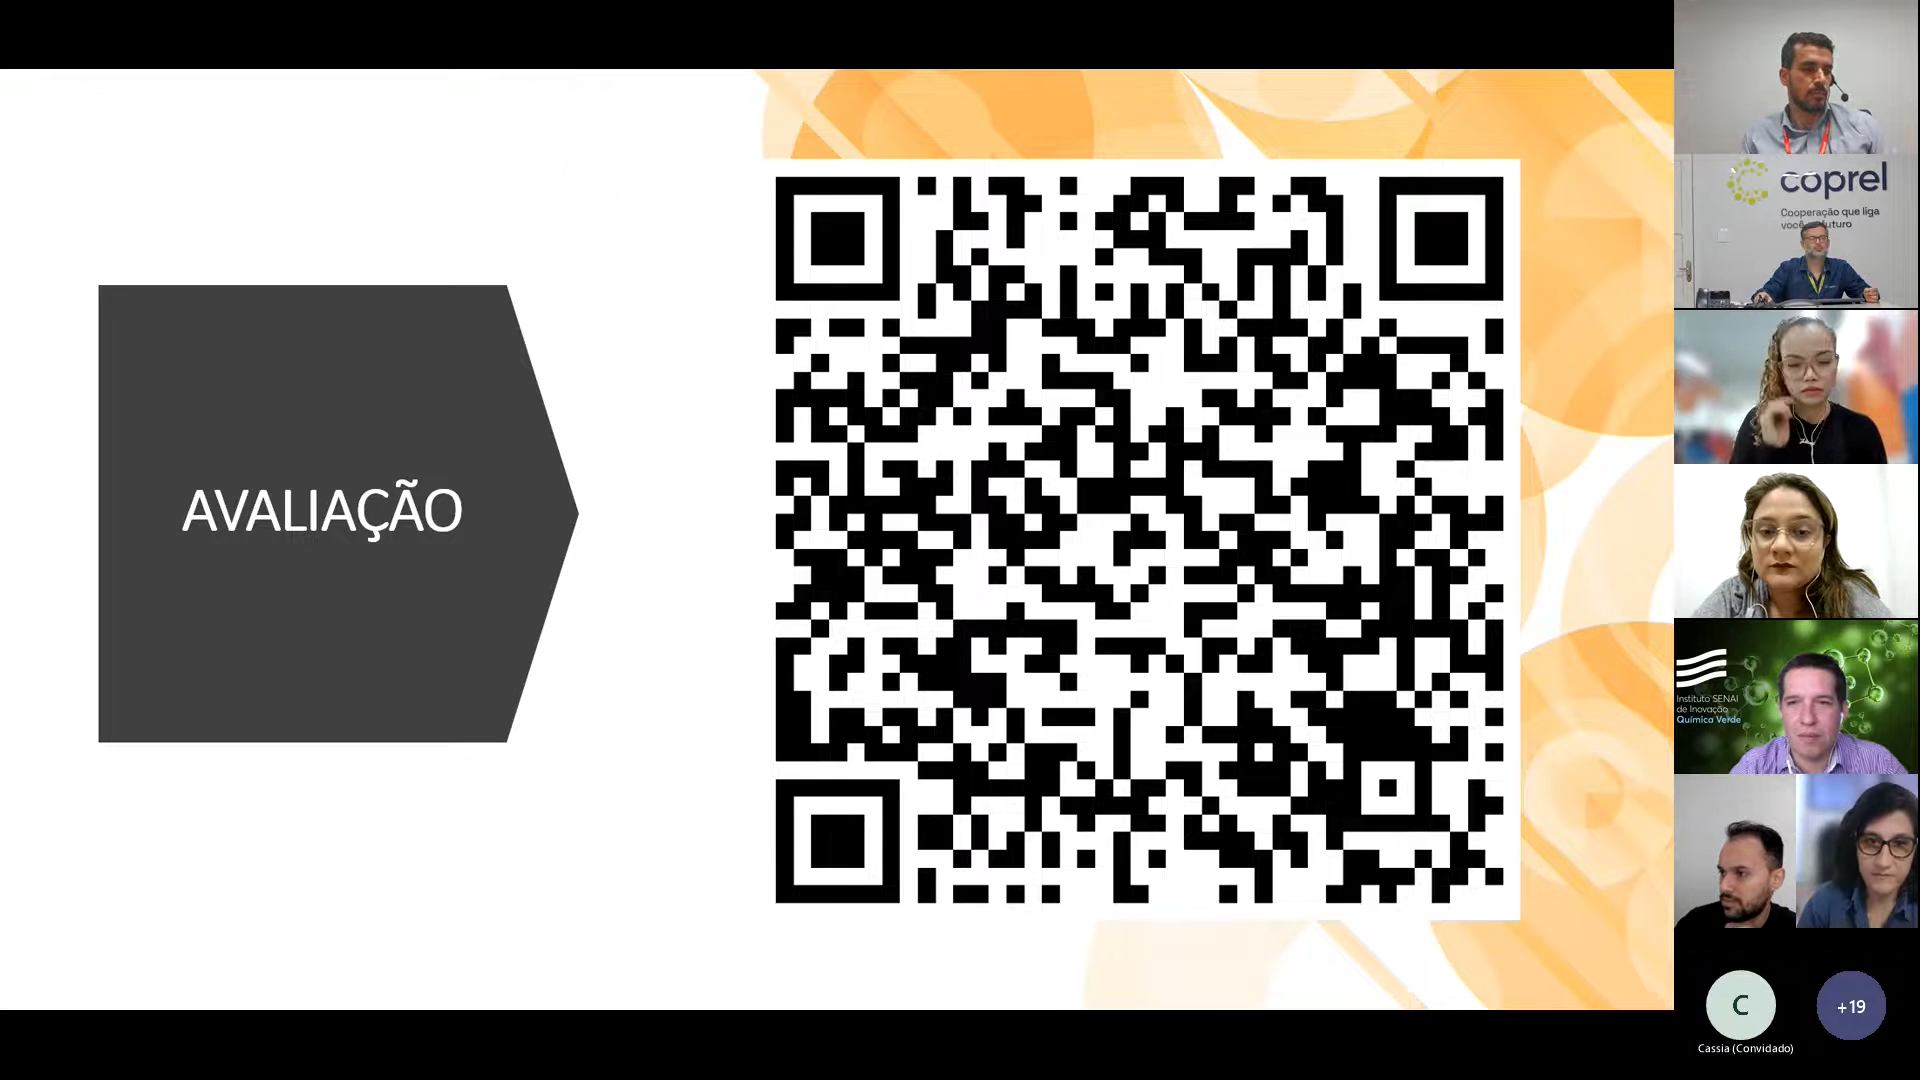 AVALIAÇÃO
coprel
Cooperação que liga
Instituto SENAI
de Inovação
Química Verde
C
+19
Cassia (Convidado)